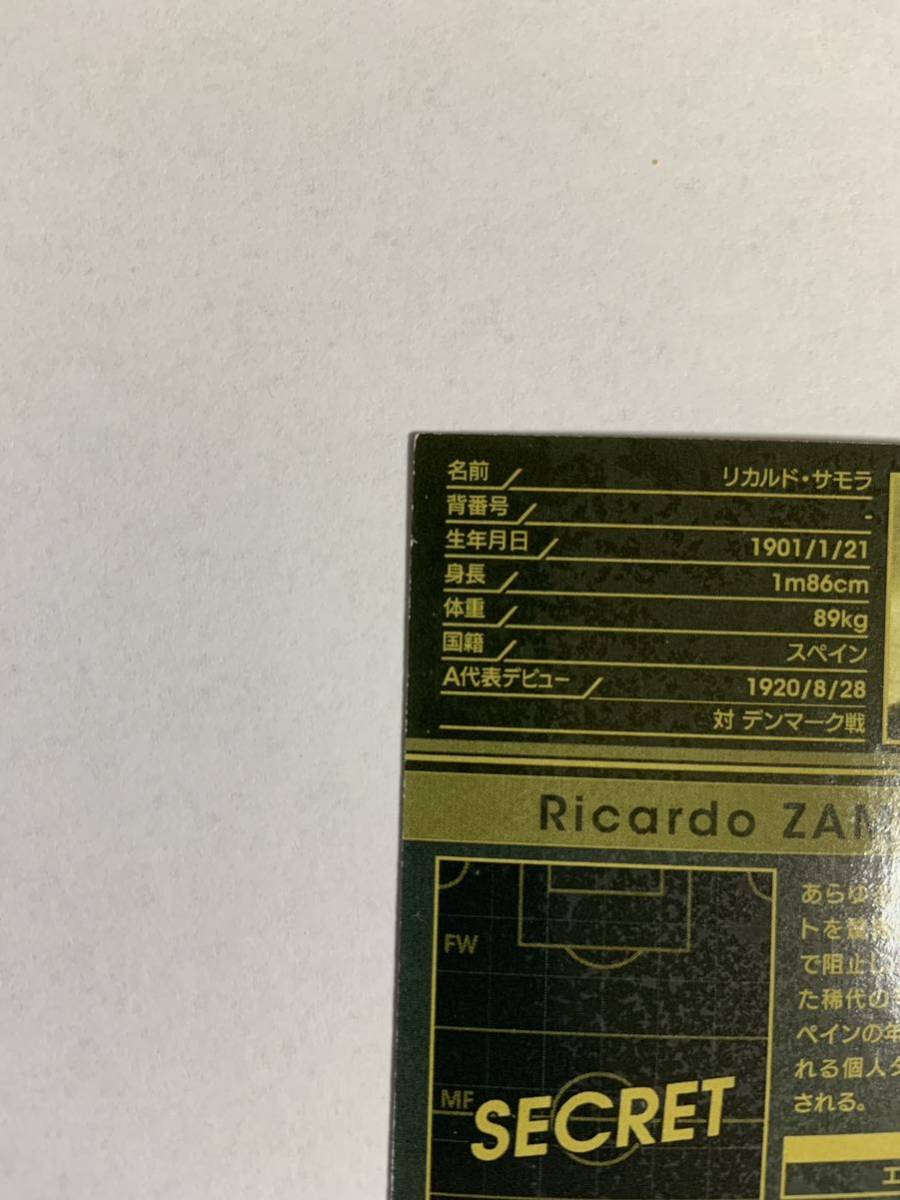 名前 リカルド・サモラ
背番号 -
生年月日 1901/1/21
身長 1m86cm
体重 89kg
国籍 スペイン
A代表デビュー 1920/8/28
対 デンマーク戦
Ricardo ZAM
FW
MF
SECRET
あらゆ
トを
で阻止し
た稀代の
ペインの年
れる個人タ
される。
エ